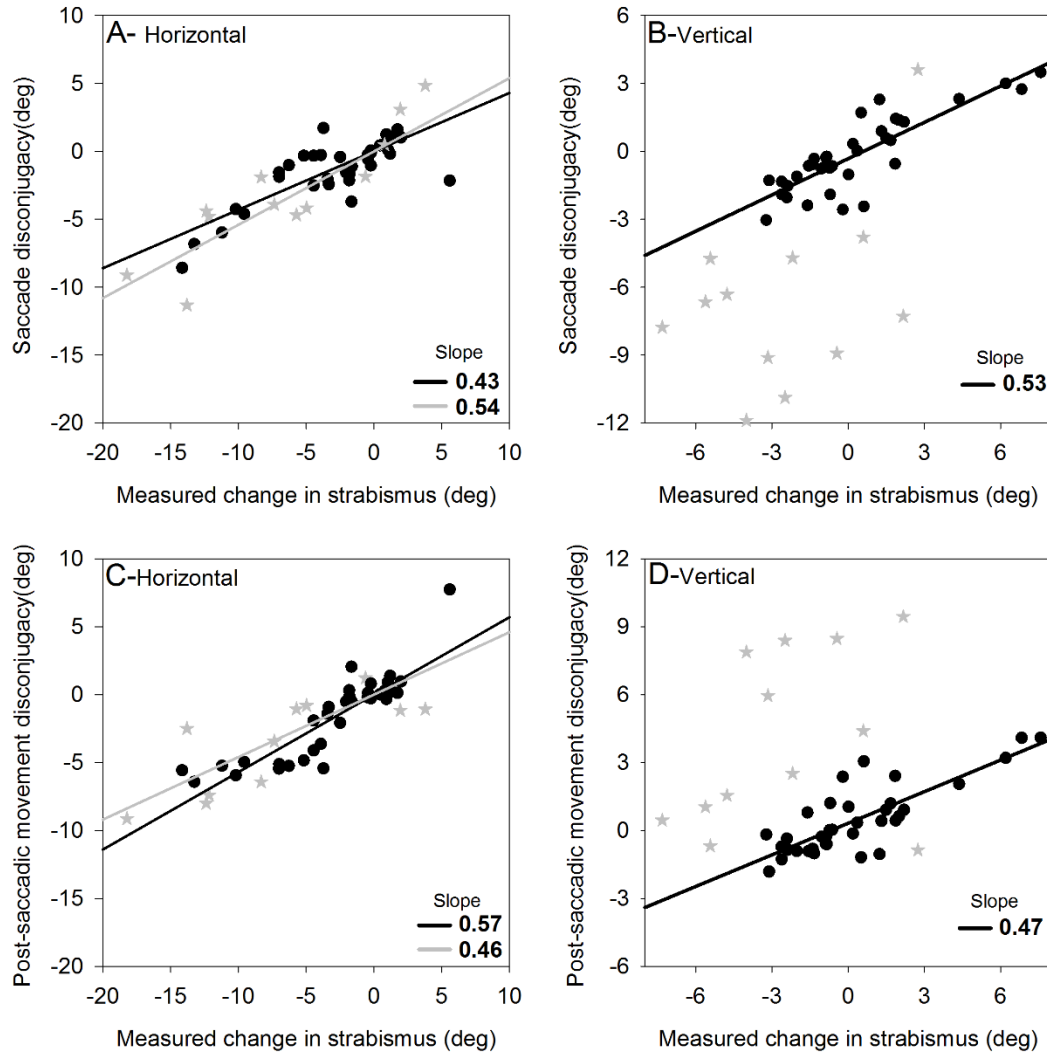 A- Horizontal
Saccade disconjugacy(deg)
10
5
0
-5
-10
-15
-20
Slope
0.43
0.54
-20 -15 -10 -5 0 5 10
Measured change in strabismus (deg)
B-Vertical
Saccade disconjugacy(deg)
6
3
0
-3
-6
-9
-12
Slope
0.53
-6 -3 0 3 6
Measured change in strabismus (deg)
C-Horizontal
Post-saccadic movement disconjugacy(deg)
10
5
0
-5
-10
-15
-20
Slope
0.57
0.46
-20 -15 -10 -5 0 5 10
Measured change in strabismus (deg)
D-Vertical
Post-saccadic movement disconjugacy(deg)
12
9
6
3
0
-3
-6
Slope
0.47
-6 -3 0 3 6
Measured change in strabismus (deg)